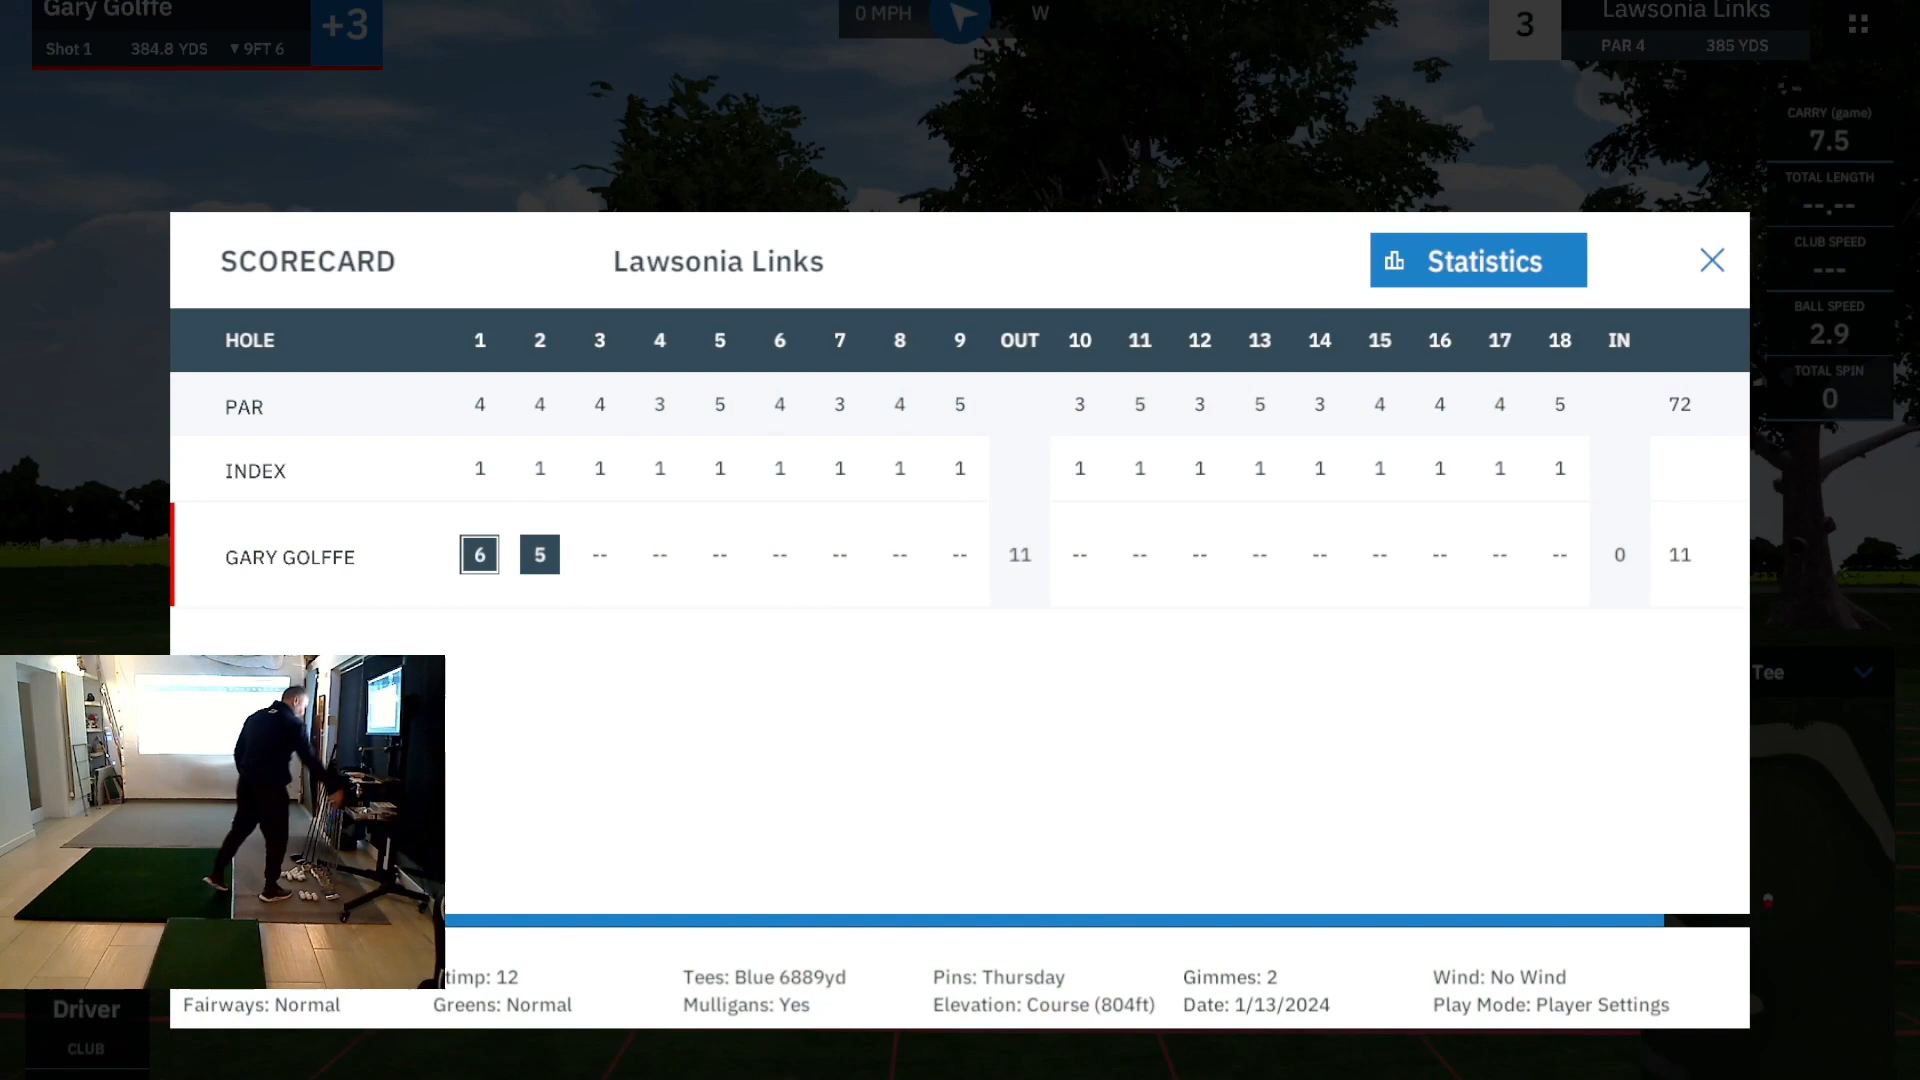 Gary Golffe
+3
Shot 1 384.8 YDS ▼ 9FT 6
0 MPH W
3 Lawsonia Links
PAR 4 385 YDS
CARRY (game)
7.5
TOTAL LENGTH
--.--
CLUB SPEED
---
BALL SPEED
2.9
TOTAL SPIN
0
SCORECARD Lawsonia Links Statistics
HOLE 1 2 3 4 5 6 7 8 9 OUT 10 11 12 13 14 15 16 17 18 IN
PAR 4 4 4 3 5 4 3 4 5 3 5 3 5 3 4 4 4 5 72
INDEX 1 1 1 1 1 1 1 1 1 1 1 1 1 1 1 1 1 1
GARY GOLFFE 6 5 -- -- -- -- -- -- -- 11 -- -- -- -- -- -- -- -- -- 0 11
Tee
timp: 12 Tees: Blue 6889yd Pins: Thursday Gimmes: 2 Wind: No Wind
Fairways: Normal Greens: Normal Mulligans: Yes Elevation: Course (804ft) Date: 1/13/2024 Play Mode: Player Settings
Driver
CLUB